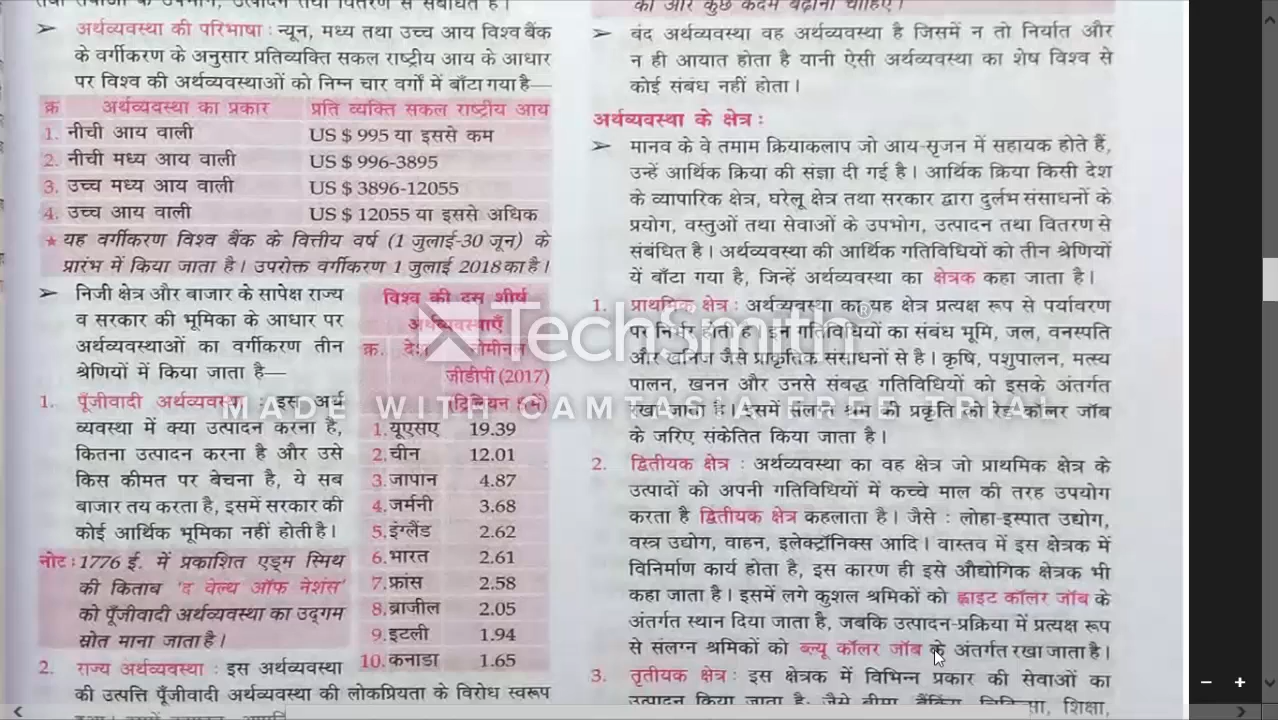 ➤ अर्थव्यवस्था की परिभाषा : न्यून, मध्य तथा उच्च आय विश्व बैंक
के वर्गीकरण के अनुसार प्रतिव्यक्ति सकल राष्ट्रीय आय के आधार
पर विश्व की अर्थव्यवस्थाओं को निम्न चार वर्गों में बाँटा गया है—
क्र अर्थव्यवस्था का प्रकार प्रति व्यक्ति सकल राष्ट्रीय आय
1. नीची आय वाली US $ 995 या इससे कम
2. नीची मध्य आय वाली US $ 996-3895
3. उच्च मध्य आय वाली US $ 3896-12055
4. उच्च आय वाली US $ 12055 या इससे अधिक
★ यह वर्गीकरण विश्व बैंक के वित्तीय वर्ष (1 जुलाई-30 जून) के
प्रारंभ में किया जाता है। उपरोक्त वर्गीकरण 1 जुलाई 2018 का है।
➤ निजी क्षेत्र और बाजार के सापेक्ष राज्य
व सरकार की भूमिका के आधार पर
अर्थव्यवस्थाओं का वर्गीकरण तीन
श्रेणियों में किया जाता है—
1. पूँजीवादी अर्थव्यवस्था : इस अर्थ
व्यवस्था में क्या उत्पादन करना है,
कितना उत्पादन करना है और उसे
किस कीमत पर बेचना है, ये सब
बाजार तय करता है, इसमें सरकार की
कोई आर्थिक भूमिका नहीं होती है।
नोट : 1776 ई. में प्रकाशित एड्म स्मिथ
की किताब 'द वेल्थ ऑफ नेशंस'
को पूँजीवादी अर्थव्यवस्था का उद्गम
स्रोत माना जाता है।
2. राज्य अर्थव्यवस्था : इस अर्थव्यवस्था
की उत्पत्ति पूँजीवादी अर्थव्यवस्था की लोकप्रियता के विरोध स्वरूप
विश्व की दस शीर्ष
अर्थव्यवस्थाएँ
क्र.
जीडीपी (2017)
1. यूएसए 19.39
2. चीन 12.01
3. जापान 4.87
4. जर्मनी 3.68
5. इंग्लैंड 2.62
6. भारत 2.61
7. फ्रांस 2.58
8. ब्राजील 2.05
9. इटली 1.94
10. कनाडा 1.65
➤ बंद अर्थव्यवस्था वह अर्थव्यवस्था है जिसमें न तो निर्यात और
न ही आयात होता है यानी ऐसी अर्थव्यवस्था का शेष विश्व से
कोई संबंध नहीं होता।
अर्थव्यवस्था के क्षेत्र :
➤ मानव के वे तमाम क्रियाकलाप जो आय-सृजन में सहायक होते हैं,
उन्हें आर्थिक क्रिया की संज्ञा दी गई है। आर्थिक क्रिया किसी देश
के व्यापारिक क्षेत्र, घरेलू क्षेत्र तथा सरकार द्वारा दुर्लभ संसाधनों के
प्रयोग, वस्तुओं तथा सेवाओं के उपभोग, उत्पादन तथा वितरण से
संबंधित है। अर्थव्यवस्था की आर्थिक गतिविधियों को तीन श्रेणियों
में बाँटा गया है, जिन्हें अर्थव्यवस्था का क्षेत्रक कहा जाता है।
1. प्राथमिक क्षेत्र : अर्थव्यवस्था का यह क्षेत्र प्रत्यक्ष रूप से पर्यावरण
पर निर्भर होता है। इन गतिविधियों का संबंध भूमि, जल, वनस्पति
और खनिज जैसे प्राकृतिक संसाधनों से है। कृषि, पशुपालन, मत्स्य
पालन, खनन और उनसे संबद्ध गतिविधियों को इसके अंतर्गत
रखा जाता है। इसमें संलग्न श्रम की प्रकृति को रेड कॉलर जॉब
के जरिए संकेतित किया जाता है।
2. द्वितीयक क्षेत्र : अर्थव्यवस्था का वह क्षेत्र जो प्राथमिक क्षेत्र के
उत्पादों को अपनी गतिविधियों में कच्चे माल की तरह उपयोग
करता है द्वितीयक क्षेत्र कहलाता है। जैसे : लोहा-इस्पात उद्योग,
वस्त्र उद्योग, वाहन, इलेक्ट्रॉनिक्स आदि। वास्तव में इस क्षेत्रक में
विनिर्माण कार्य होता है, इस कारण ही इसे औद्योगिक क्षेत्रक भी
कहा जाता है। इसमें लगे कुशल श्रमिकों को ह्वाइट कॉलर जॉब के
अंतर्गत स्थान दिया जाता है, जबकि उत्पादन-प्रक्रिया में प्रत्यक्ष रूप
से संलग्न श्रमिकों को ब्ल्यू कॉलर जॉब के अंतर्गत रखा जाता है।
3. तृतीयक क्षेत्र : इस क्षेत्रक में विभिन्न प्रकार की सेवाओं का
उत्पादन किया जाता है, जैसे बीमा, शिक्षा,
TechSmith®
MADE WITH CAMTASIA FREE TRIAL